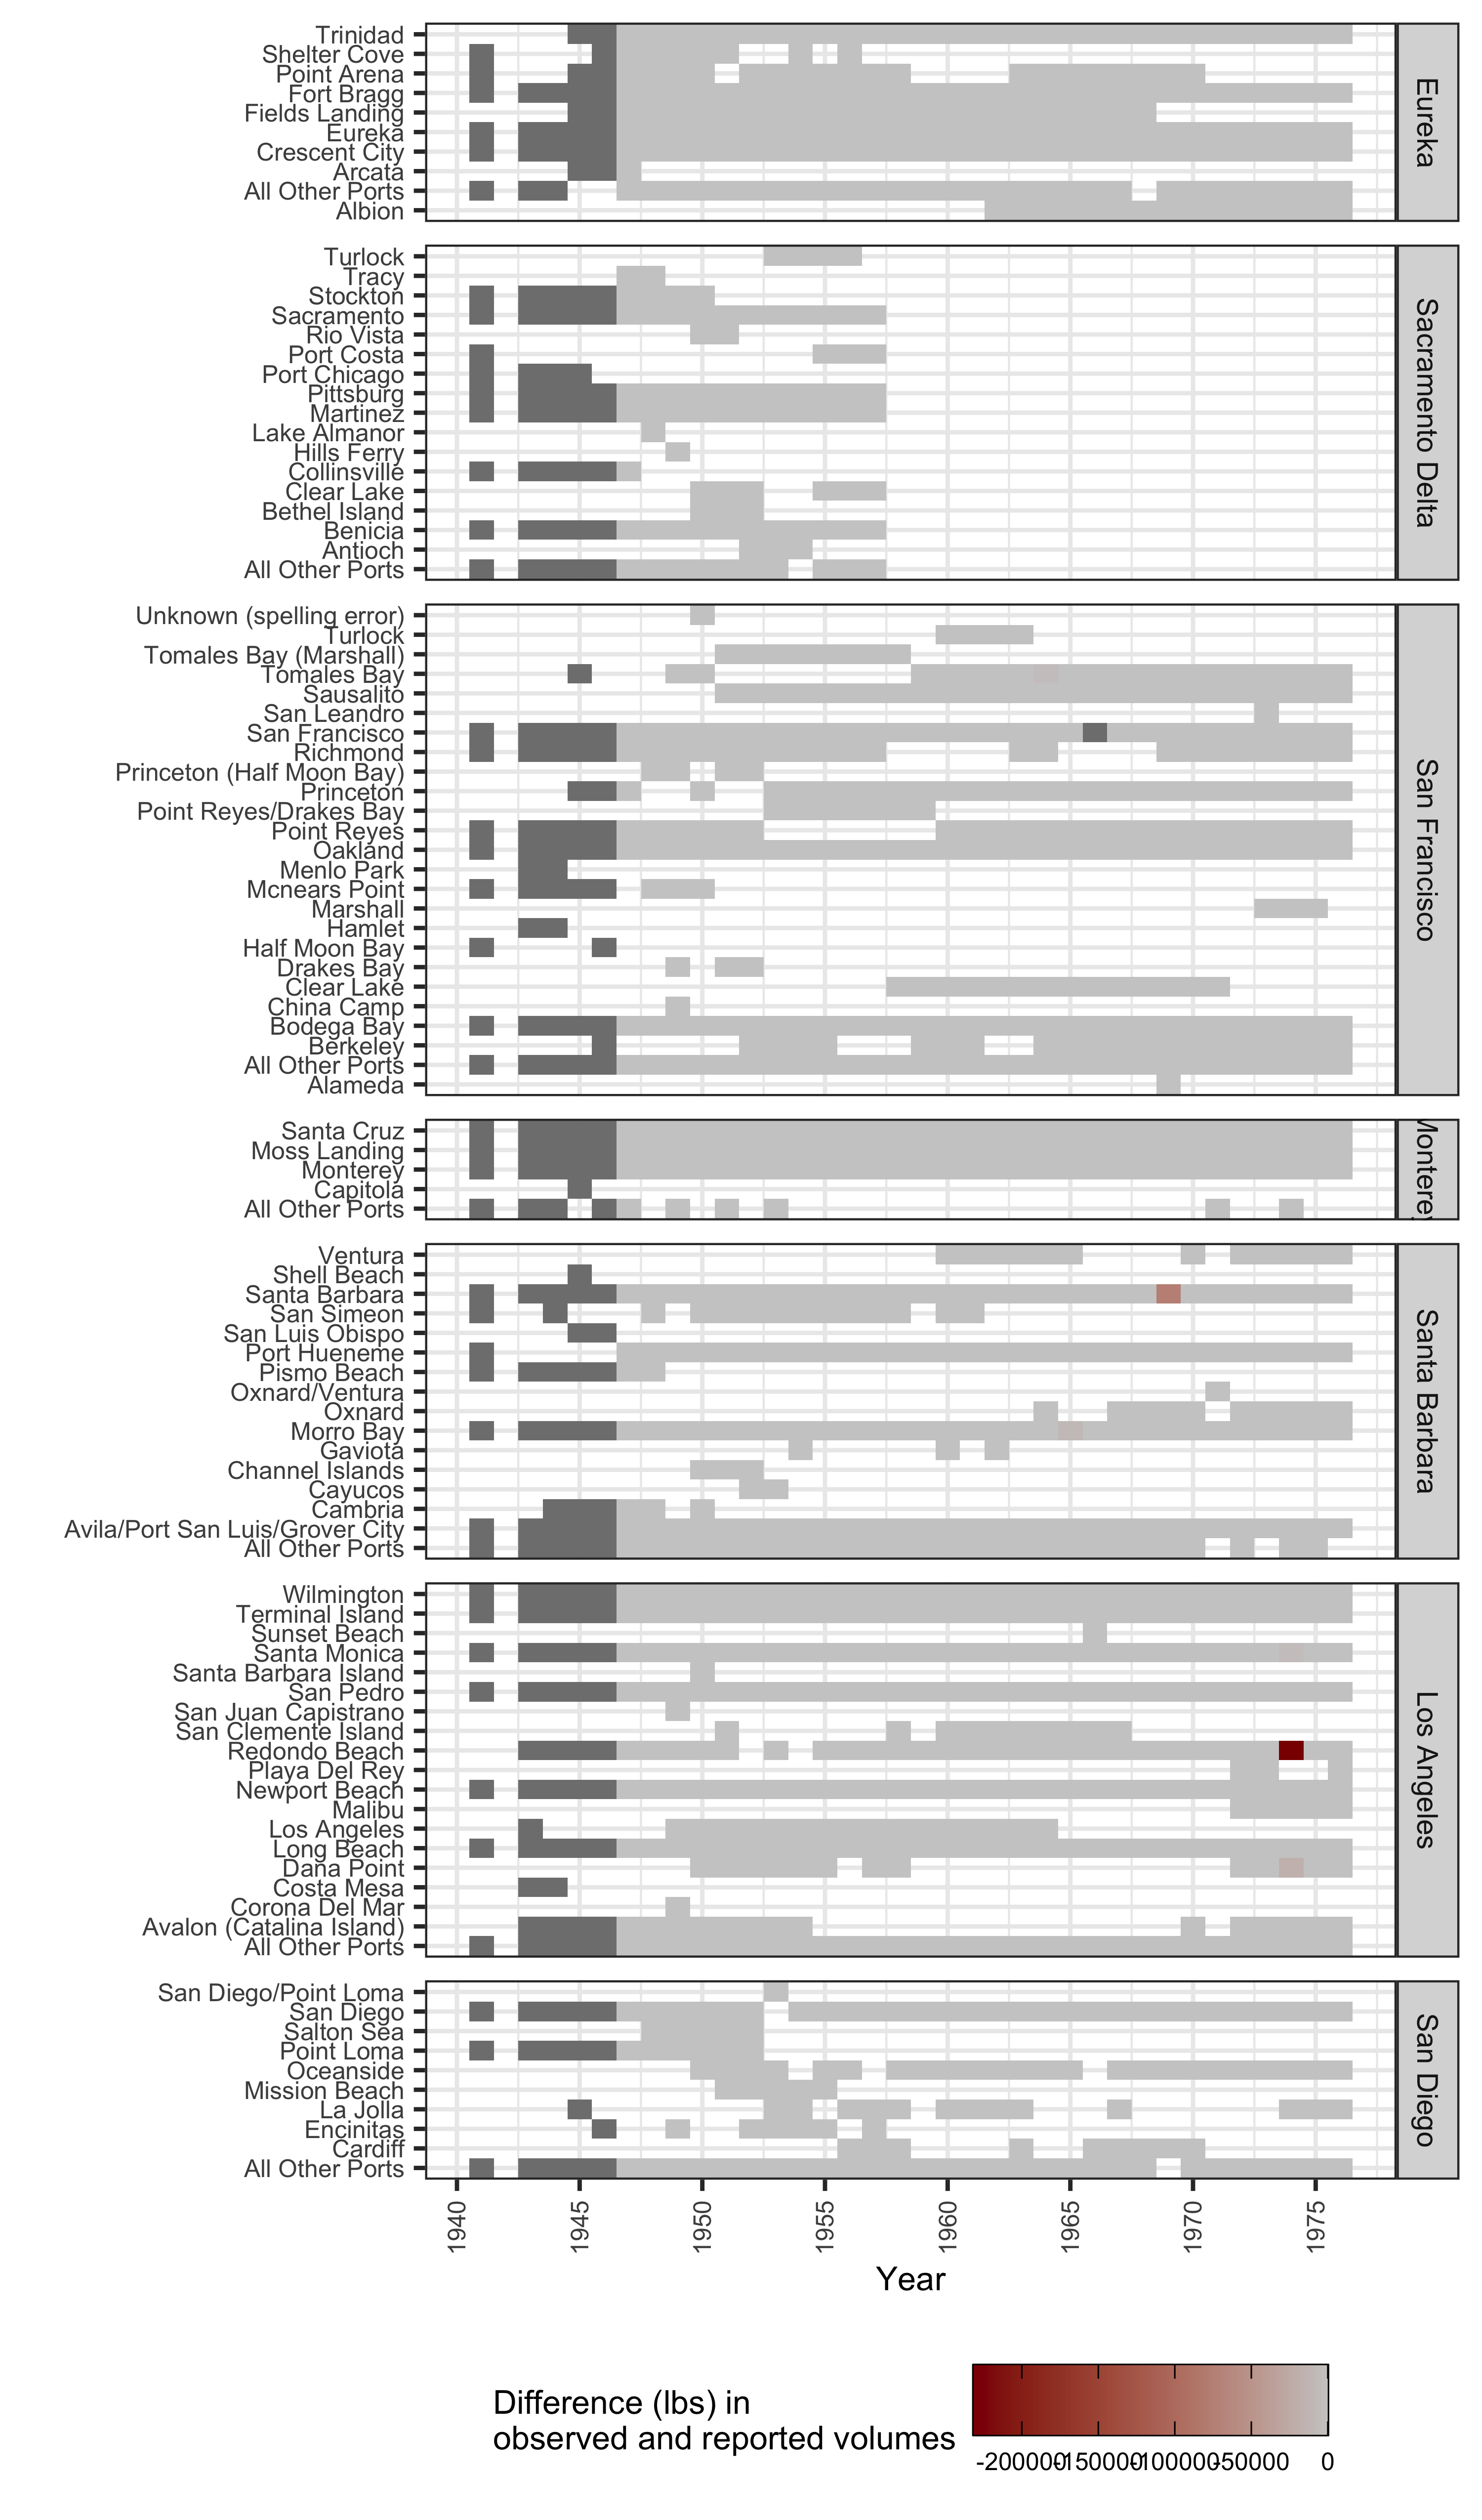 Trinidad
Shelter Cove
Point Arena
Fort Bragg
Fields Landing
Eureka
Crescent City
Arcata
All Other Ports
Albion
Eureka
Turlock
Tracy
Stockton
Sacramento
Rio Vista
Port Costa
Port Chicago
Pittsburg
Martinez
Lake Almanor
Hills Ferry
Collinsville
Clear Lake
Bethel Island
Benicia
Antioch
All Other Ports
Sacramento Delta
Unknown (spelling error)
Turlock
Tomales Bay (Marshall)
Tomales Bay
Sausalito
San Leandro
San Francisco
Richmond
Princeton (Half Moon Bay)
Princeton
Point Reyes/Drakes Bay
Point Reyes
Oakland
Menlo Park
Mcnears Point
Marshall
Hamlet
Half Moon Bay
Drakes Bay
Clear Lake
China Camp
Bodega Bay
Berkeley
All Other Ports
Alameda
San Francisco
Santa Cruz
Moss Landing
Monterey
Capitola
All Other Ports
Monterey
Ventura
Shell Beach
Santa Barbara
San Simeon
San Luis Obispo
Port Hueneme
Pismo Beach
Oxnard/Ventura
Oxnard
Morro Bay
Gaviota
Channel Islands
Cayucos
Cambria
Avila/Port San Luis/Grover City
All Other Ports
Santa Barbara
Wilmington
Terminal Island
Sunset Beach
Santa Monica
Santa Barbara Island
San Pedro
San Juan Capistrano
San Clemente Island
Redondo Beach
Playa Del Rey
Newport Beach
Malibu
Los Angeles
Long Beach
Dana Point
Costa Mesa
Corona Del Mar
Avalon (Catalina Island)
All Other Ports
Los Angeles
San Diego/Point Loma
San Diego
Salton Sea
Point Loma
Oceanside
Mission Beach
La Jolla
Encinitas
Cardiff
All Other Ports
San Diego
1940 1945 1950 1955 1960 1965 1970 1975
Year
Difference (lbs) in
observed and reported volumes
-200000 -150000 -100000 -50000 0